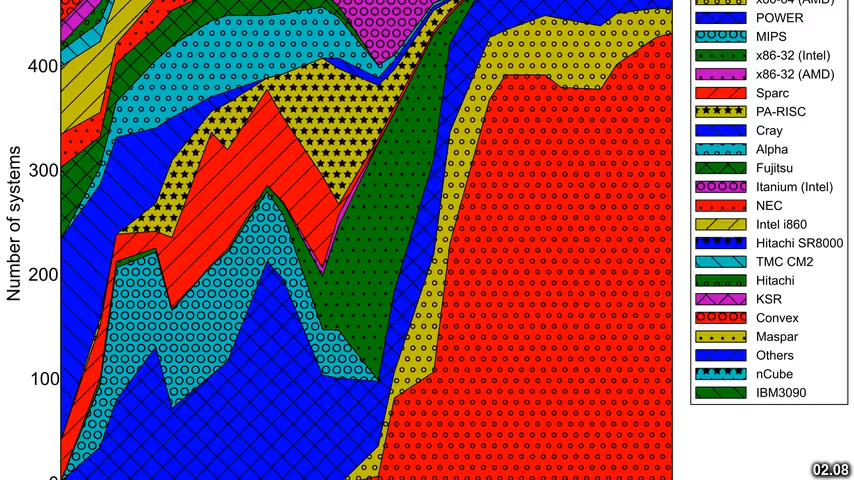 x86-64 (AMD)
POWER
MIPS
x86-32 (Intel)
x86-32 (AMD)
Sparc
PA-RISC
Cray
Alpha
Fujitsu
Itanium (Intel)
NEC
Intel i860
Hitachi SR8000
TMC CM2
Hitachi
KSR
Convex
Maspar
Others
nCube
IBM3090
Number of systems
400
300
200
100
0
02.08